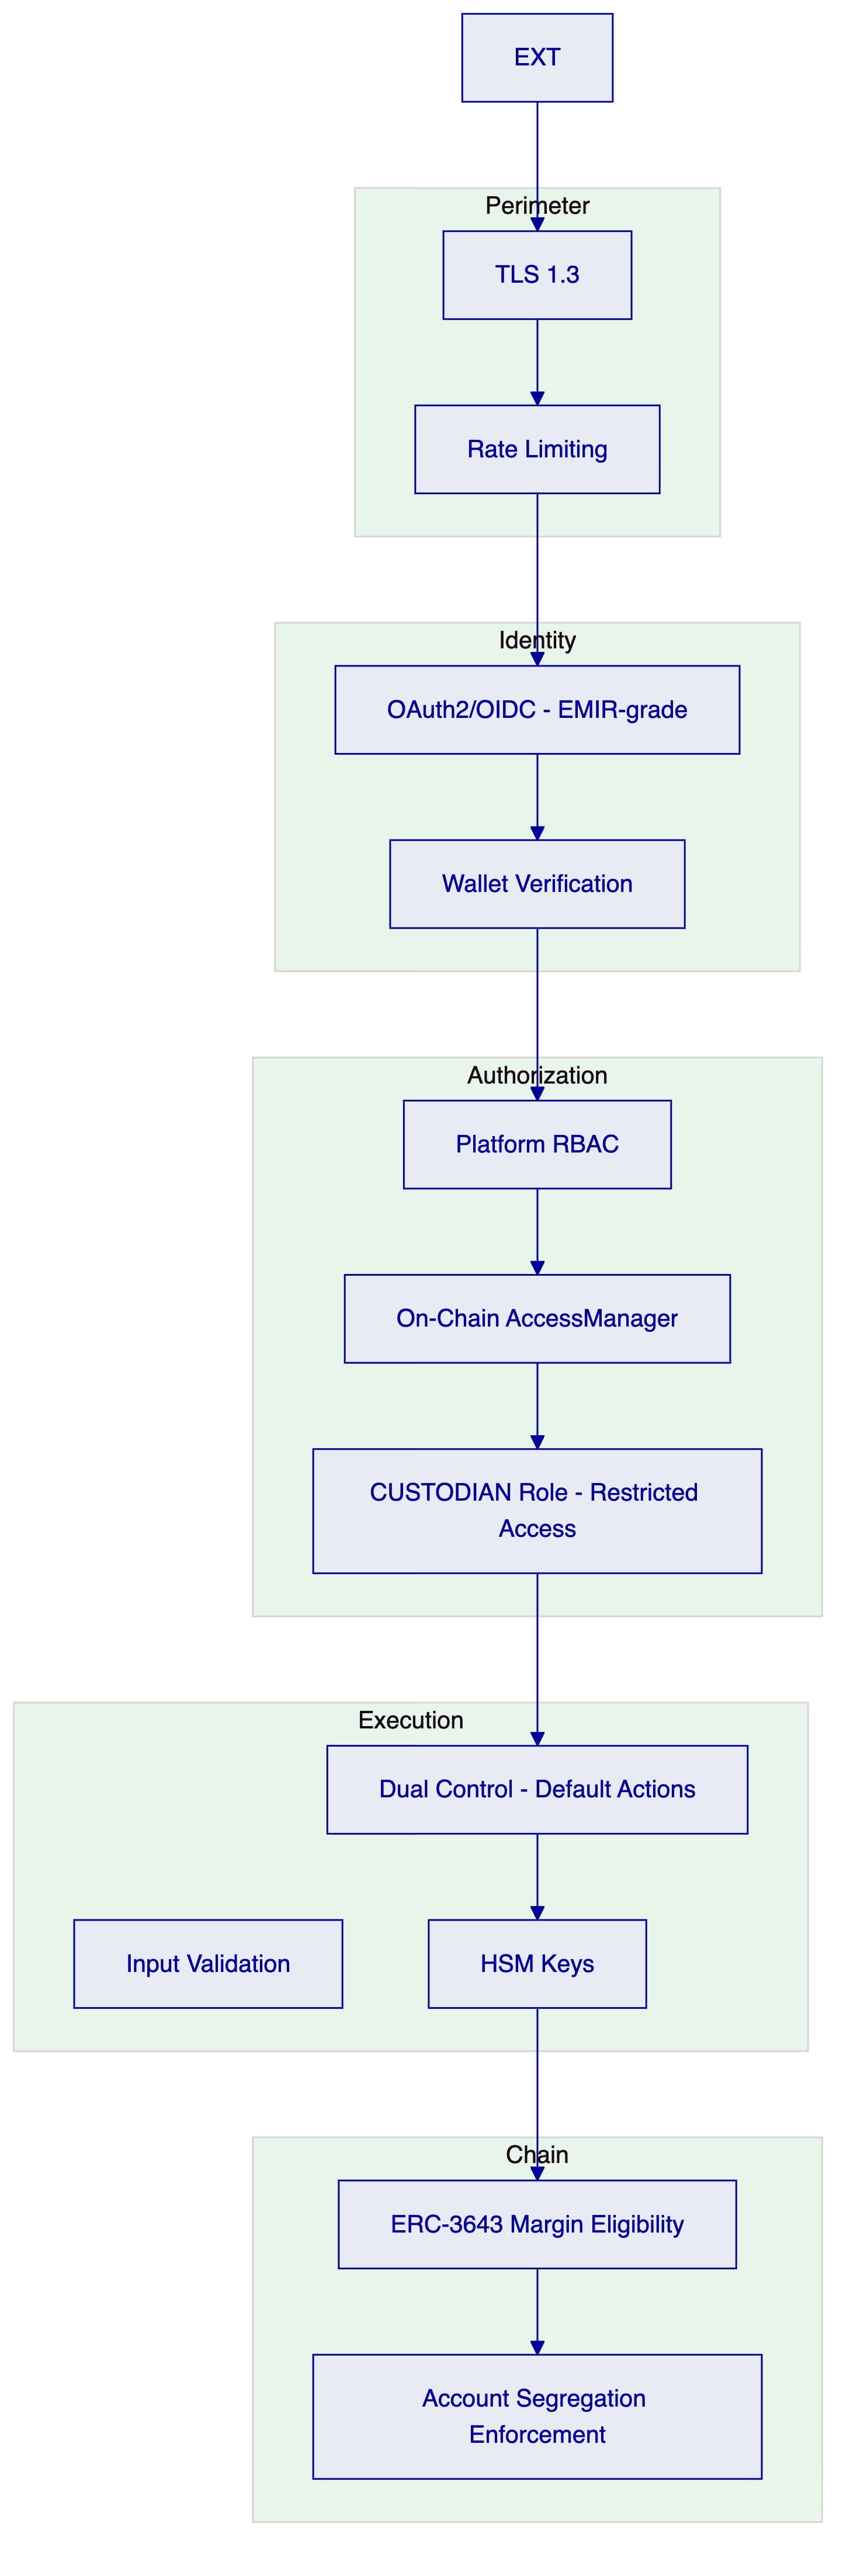 EXT
Perimeter
TLS 1.3
Rate Limiting
Identity
OAuth2/OIDC - EMIR-grade
Wallet Verification
Authorization
Platform RBAC
On-Chain AccessManager
CUSTODIAN Role - Restricted
Access
Execution
Dual Control - Default Actions
Input Validation
HSM Keys
Chain
ERC-3643 Margin Eligibility
Account Segregation
Enforcement